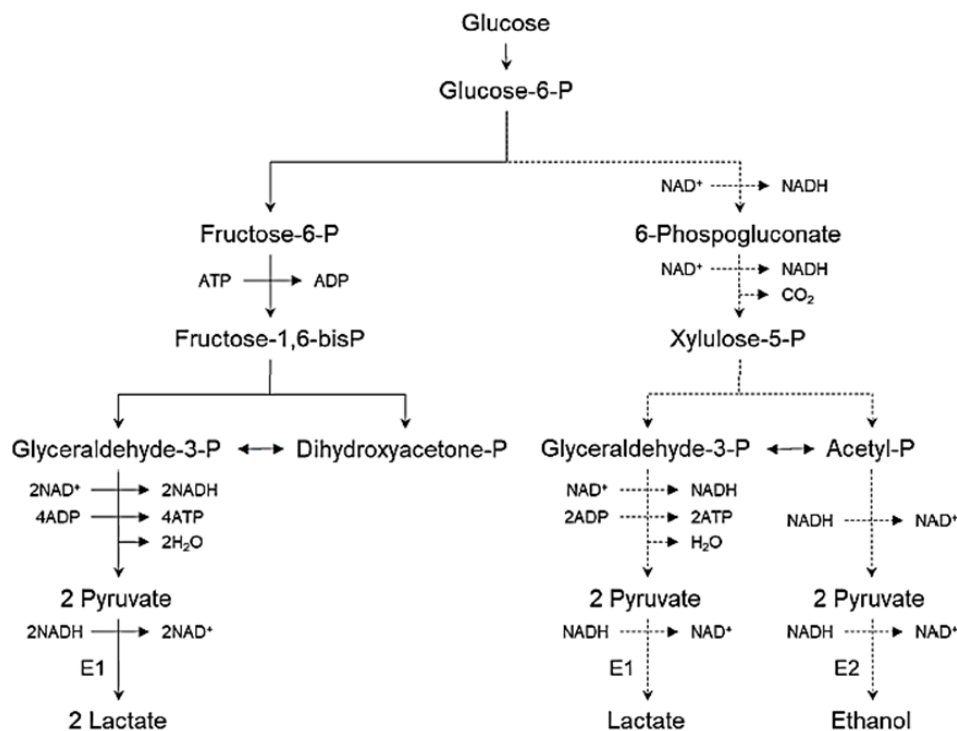 Glucose
Glucose-6-P
NAD⁺ NADH
Fructose-6-P 6-Phospogluconate
ATP ADP NAD⁺ NADH
CO₂
Fructose-1,6-bisP Xylulose-5-P
Glyceraldehyde-3-P Dihydroxyacetone-P Glyceraldehyde-3-P Acetyl-P
2NAD⁺ 2NADH NAD⁺ NADH
4ADP 4ATP 2ADP 2ATP NADH NAD⁺
2H₂O H₂O
2 Pyruvate 2 Pyruvate 2 Pyruvate
2NADH 2NAD⁺ NADH NAD⁺ NADH NAD⁺
E1 E1 E2
2 Lactate Lactate Ethanol